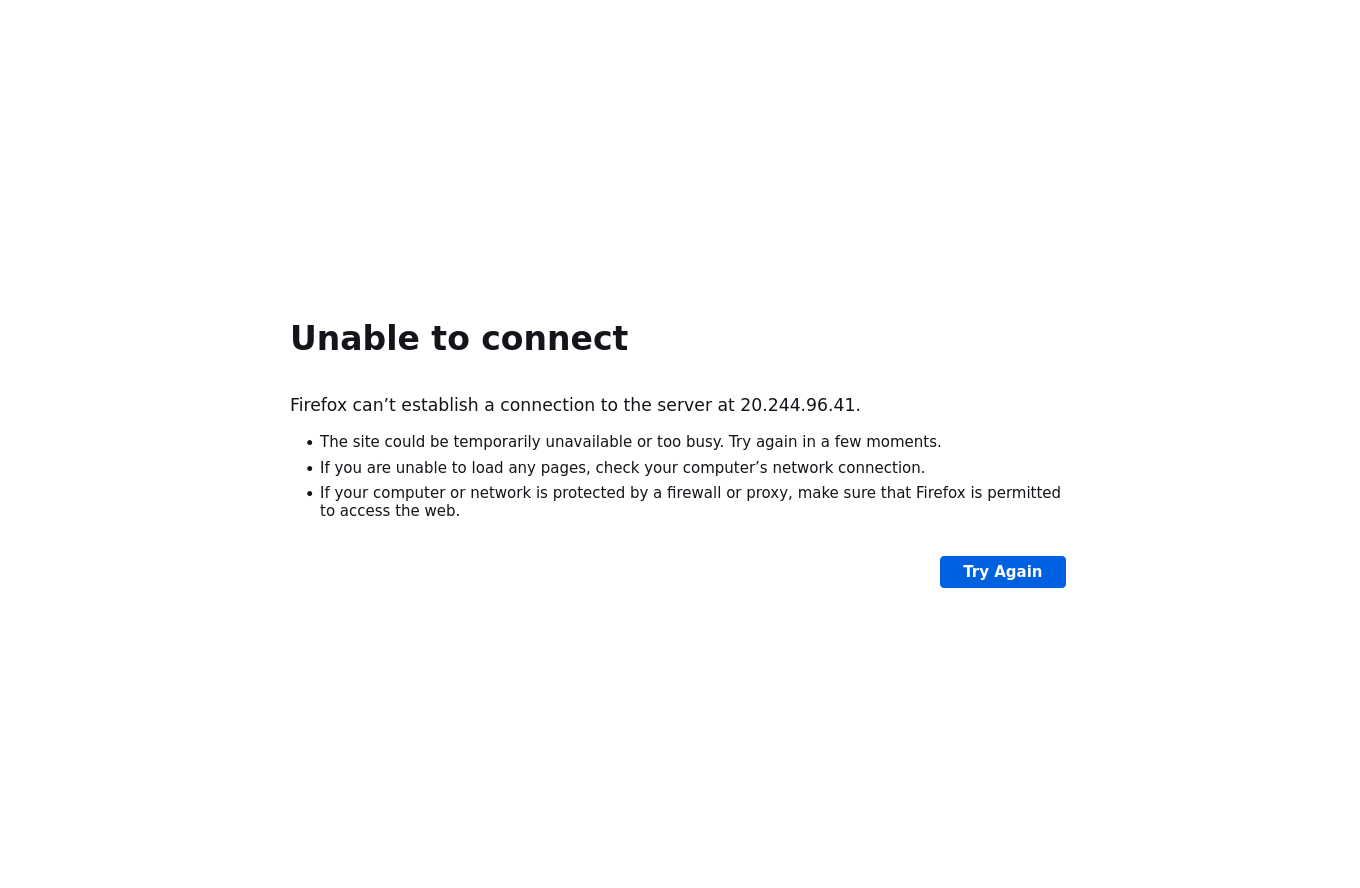 Unable to connect
Firefox can’t establish a connection to the server at 20.244.96.41.
• The site could be temporarily unavailable or too busy. Try again in a few moments.
• If you are unable to load any pages, check your computer’s network connection.
• If your computer or network is protected by a firewall or proxy, make sure that Firefox is permitted
to access the web.
Try Again